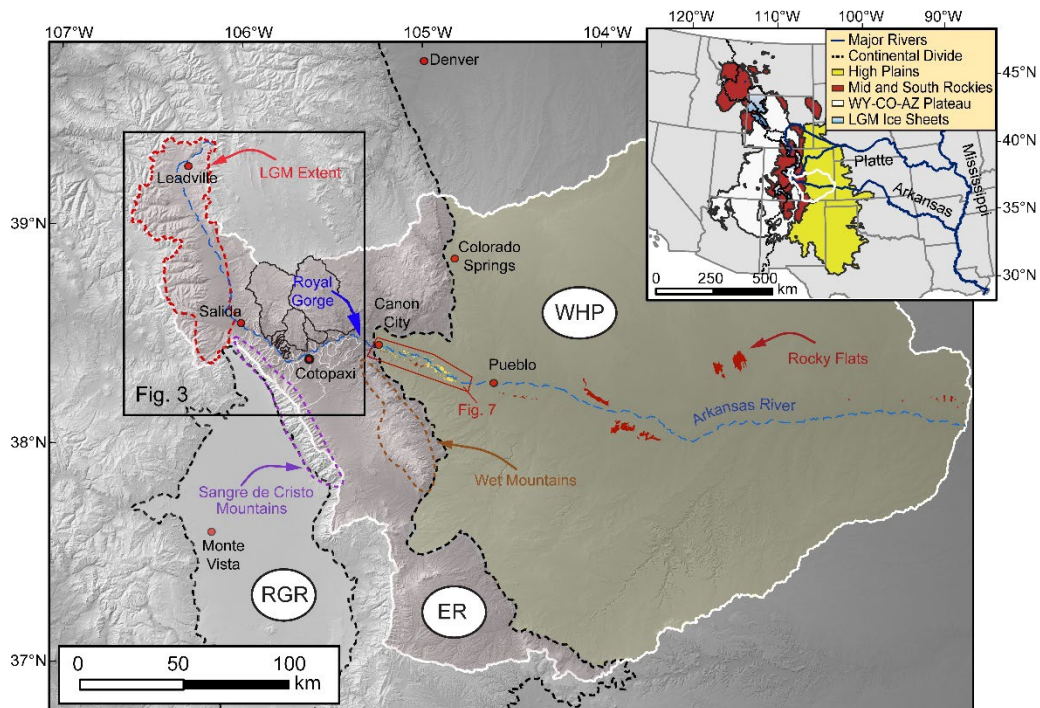 107°W
106°W
105°W
104°W
39°N
38°N
37°N
Denver
Leadville
LGM Extent
Colorado
Springs
Royal
Gorge
Canon
City
Salida
Cotopaxi
Fig. 3
Pueblo
Fig. 7
WHP
Rocky Flats
Arkansas River
Wet Mountains
Sangre de Cristo
Mountains
Monte
Vista
RGR
ER
0 50 100
km
120°W 110°W 100°W 90°W
45°N
40°N
35°N
30°N
Major Rivers
Continental Divide
High Plains
Mid and South Rockies
WY-CO-AZ Plateau
LGM Ice Sheets
Platte
Arkansas
Mississippi
0 250 500
km